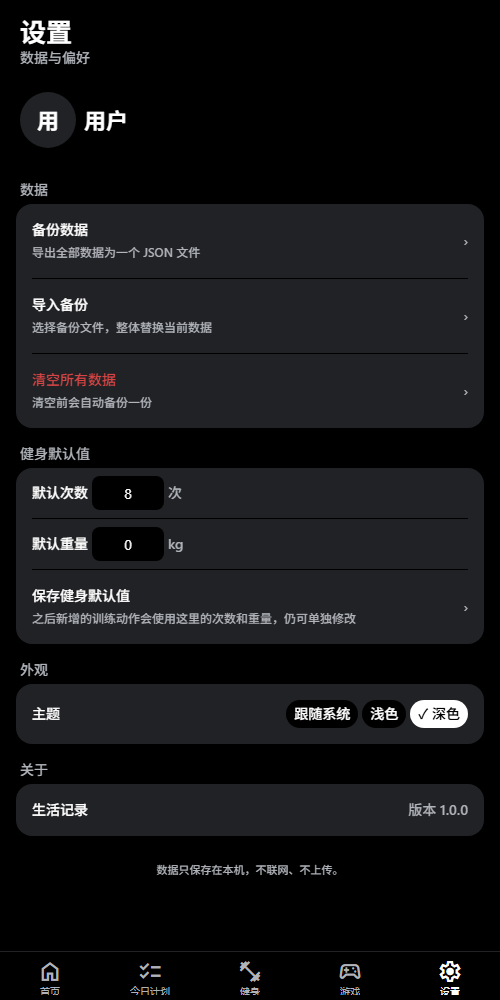 设置
数据与偏好
用 用户
数据
备份数据
导出全部数据为一个 JSON 文件
›
导入备份
选择备份文件，整体替换当前数据
›
清空所有数据
清空前会自动备份一份
›
健身默认值
默认次数 8 次
默认重量 0 kg
保存健身默认值
之后新增的训练动作会使用这里的次数和重量，仍可单独修改
›
外观
主题 跟随系统 浅色 ✓ 深色
关于
生活记录 版本 1.0.0
数据只保存在本机，不联网、不上传。
首页 今日计划 健身 游戏 设置